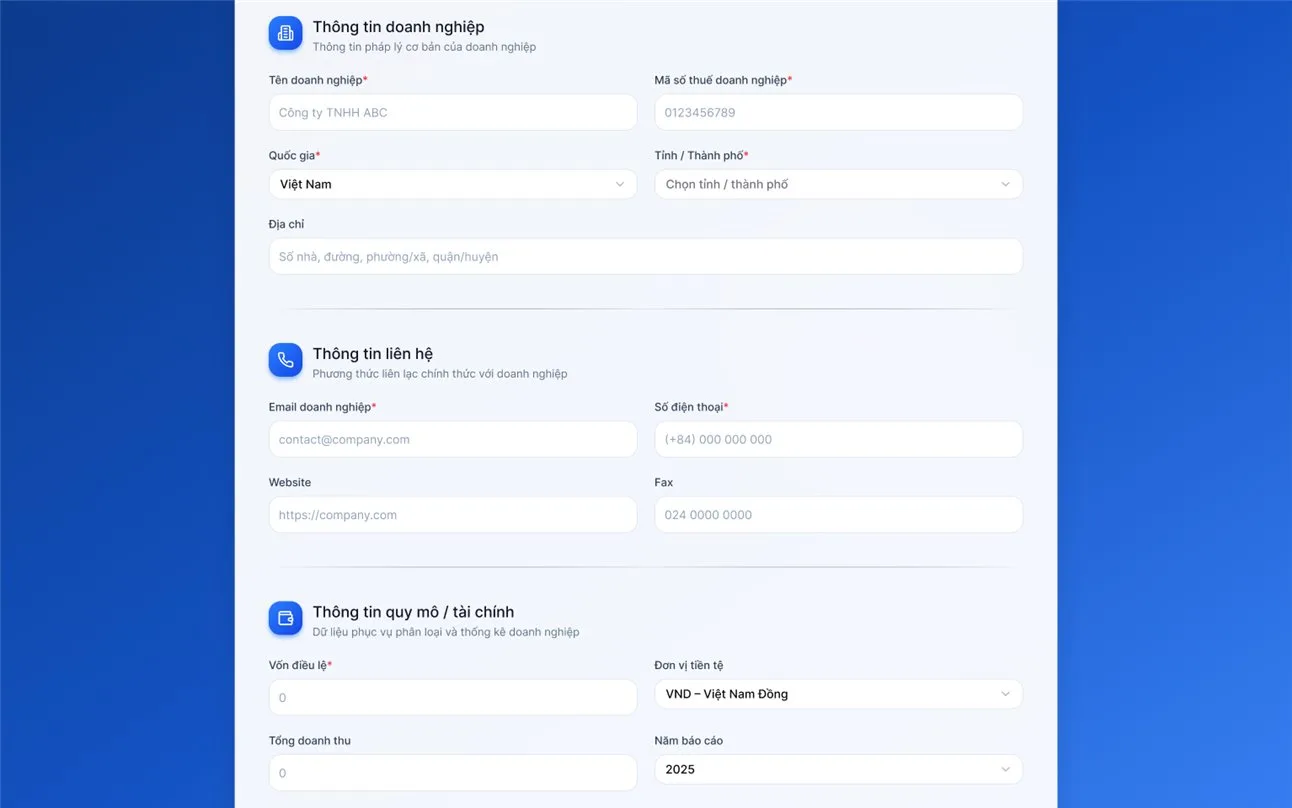 Thông tin doanh nghiệp
Thông tin pháp lý cơ bản của doanh nghiệp
Tên doanh nghiệp*
Mã số thuế doanh nghiệp*
Công ty TNHH ABC
0123456789
Quốc gia*
Tỉnh / Thành phố*
Việt Nam
Chọn tỉnh / thành phố
Địa chỉ
Số nhà, đường, phường/xã, quận/huyện
Thông tin liên hệ
Phương thức liên lạc chính thức với doanh nghiệp
Email doanh nghiệp*
Số điện thoại*
contact@company.com
(+84) 000 000 000
Website
Fax
https://company.com
024 0000 0000
Thông tin quy mô / tài chính
Dữ liệu phục vụ phân loại và thống kê doanh nghiệp
Vốn điều lệ*
Đơn vị tiền tệ
0
VND – Việt Nam Đồng
Tổng doanh thu
Năm báo cáo
0
2025